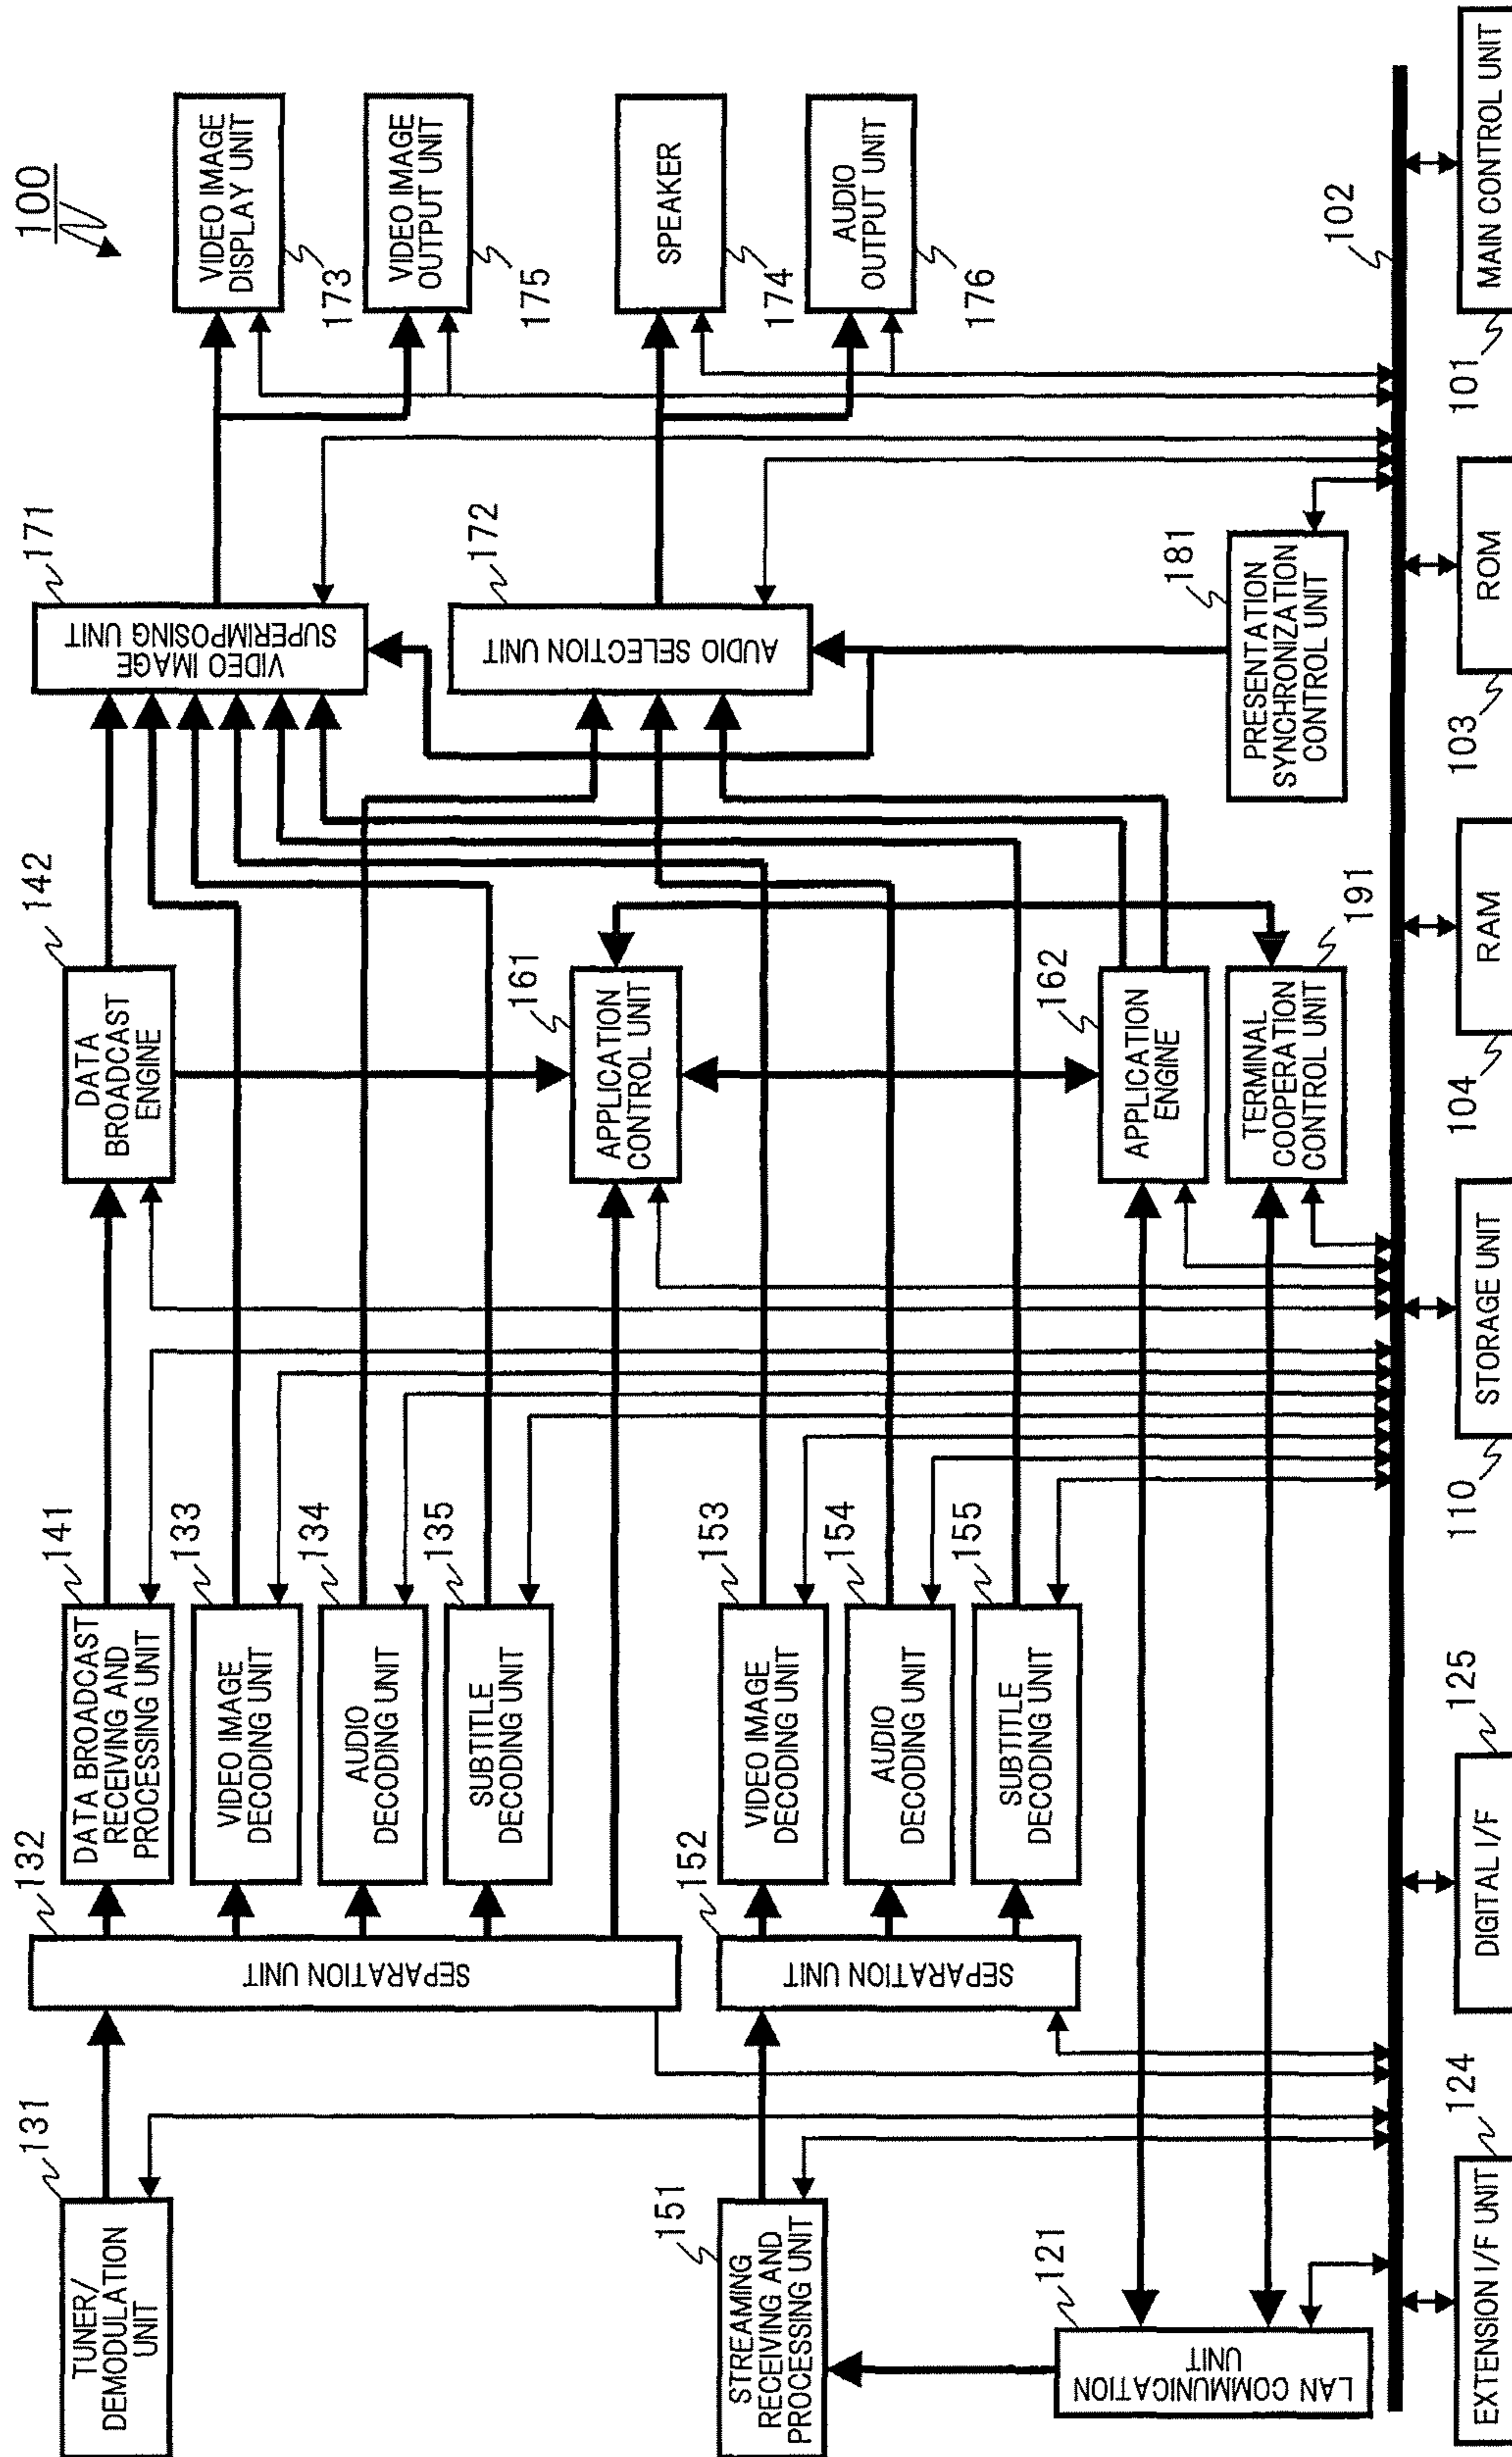 100
TUNER/
DEMODULATION
UNIT
131
SEPARATION UNIT
132
DATA BROADCAST
RECEIVING AND
PROCESSING UNIT
141
VIDEO IMAGE
DECODING UNIT
133
AUDIO
DECODING UNIT
134
SUBTITLE
DECODING UNIT
135
DATA
BROADCAST
ENGINE
142
VIDEO IMAGE
SUPERIMPOSING UNIT
171
VIDEO IMAGE
DISPLAY UNIT
173
VIDEO IMAGE
OUTPUT UNIT
175
APPLICATION
CONTROL UNIT
161
AUDIO SELECTION UNIT
172
SPEAKER
174
AUDIO
OUTPUT UNIT
176
STREAMING
RECEIVING AND
PROCESSING UNIT
151
SEPARATION UNIT
152
VIDEO IMAGE
DECODING UNIT
153
AUDIO
DECODING UNIT
154
SUBTITLE
DECODING UNIT
155
APPLICATION
ENGINE
162
TERMINAL
COOPERATION
CONTROL UNIT
191
PRESENTATION
SYNCHRONIZATION
CONTROL UNIT
181
LAN COMMUNICATION
UNIT
121
102
EXTENSION I/F UNIT
124
DIGITAL I/F
125
STORAGE UNIT
110
RAM
104
ROM
103
MAIN CONTROL UNIT
101